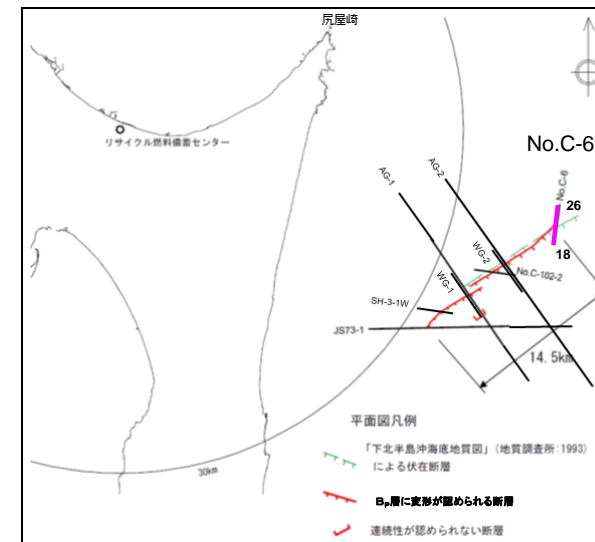 尻屋崎
リサイクル燃料備蓄センター
No.C-6
AG-1
AG-2
No.C-6
26
18
WG-2
No.C-102-2
WG-1
SH-3-1W
JS73-1
14.5km
30km
平面図凡例
「下北半島沖海底地質図」(地質調査所:1993)
による伏在断層
BP層に変形が認められる断層
連続性が認められない断層